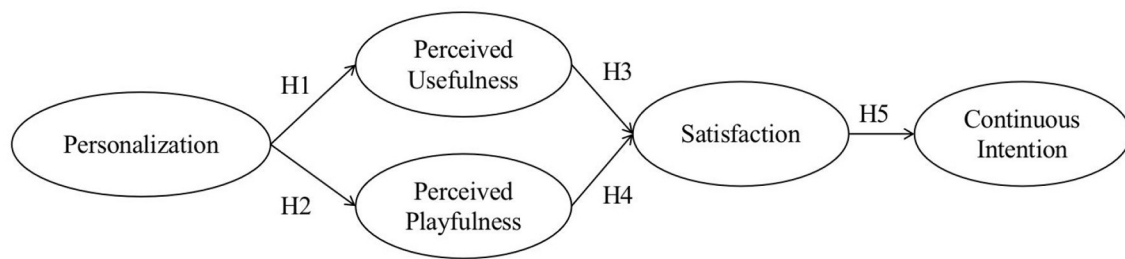 Personalization
H1
H2
Perceived
Usefulness
Perceived
Playfulness
H3
H4
Satisfaction
H5
Continuous
Intention